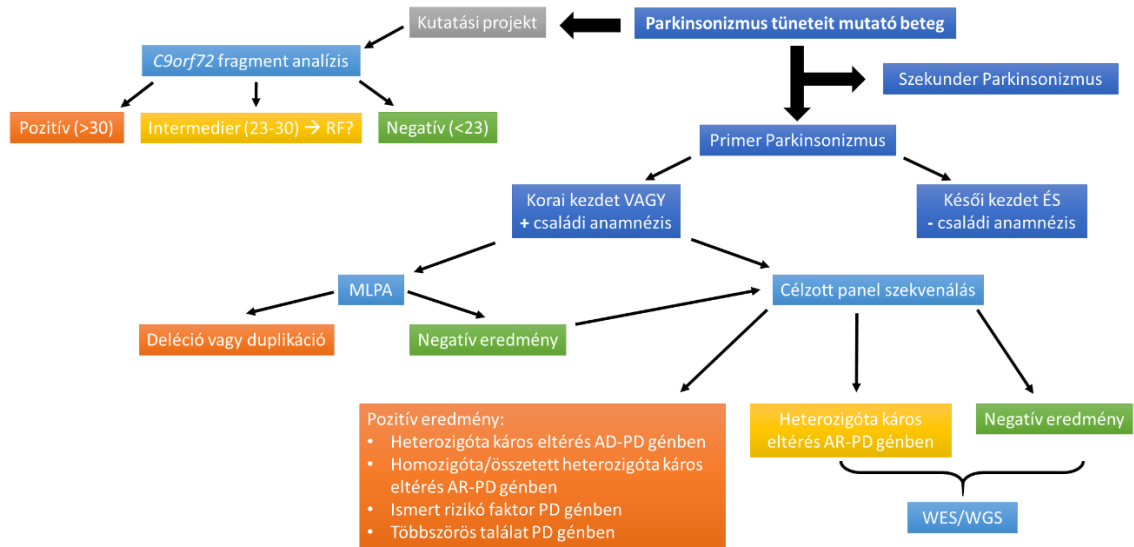 Kutatási projekt
Parkinsonizmus tüneteit mutató beteg
C9orf72 fragment analízis
Szekunder Parkinsonizmus
Pozitív (>30)
Intermedier (23-30) → RF?
Negatív (<23)
Primer Parkinsonizmus
Korai kezdet VAGY
+ családi anamnézis
Késői kezdet ÉS
- családi anamnézis
MLPA
Célzott panel szekvenálás
Deléció vagy duplikáció
Negatív eredmény
Pozitív eredmény:
• Heterozigóta káros eltérés AD-PD génben
• Homozigóta/összetett heterozigóta káros
eltérés AR-PD génben
• Ismert rizikó faktor PD génben
• Többszörös találat PD génben
Heterozigóta káros
eltérés AR-PD génben
Negatív eredmény
WES/WGS